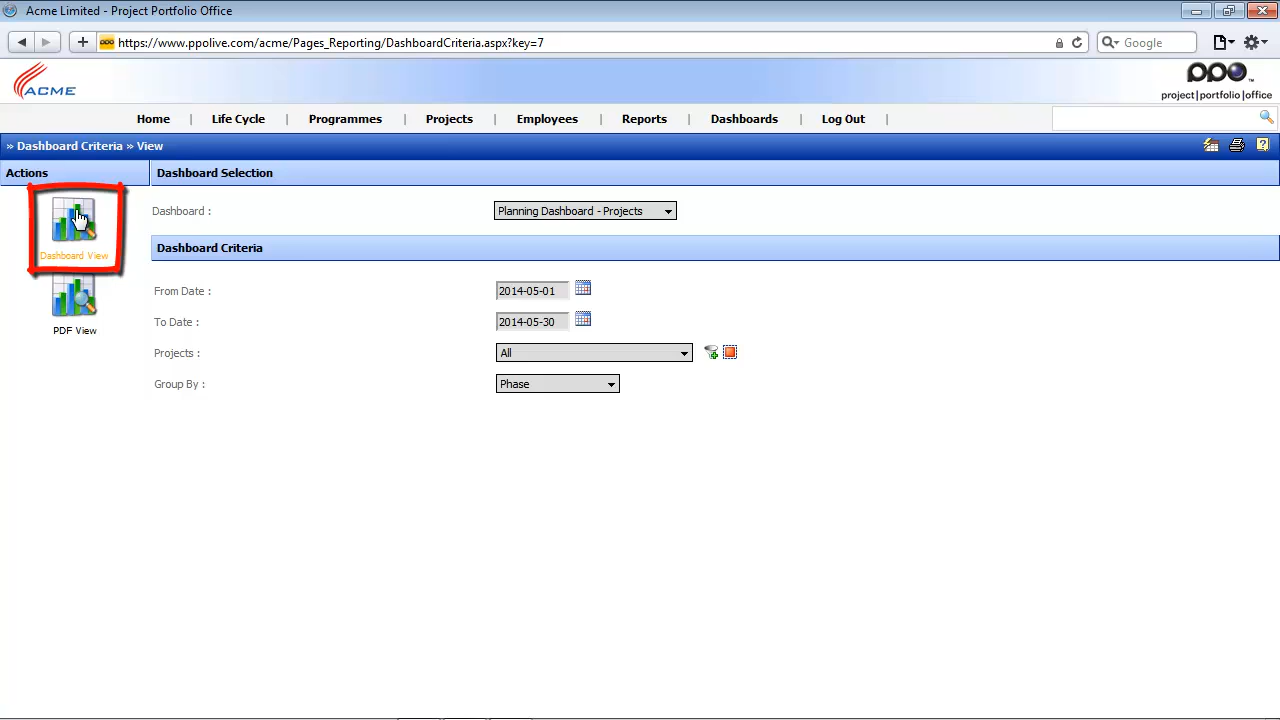 Acme Limited - Project Portfolio Office
ppo https://www.ppolive.com/acme/Pages_Reporting/DashboardCriteria.aspx?key=7
Google
ACME
ppo™
project|portfolio|office
Home | Life Cycle | Programmes | Projects | Employees | Reports | Dashboards | Log Out |
» Dashboard Criteria » View
Actions
Dashboard Selection
Dashboard View
Dashboard : Planning Dashboard - Projects
PDF View
Dashboard Criteria
From Date : 2014-05-01
To Date : 2014-05-30
Projects : All
Group By : Phase